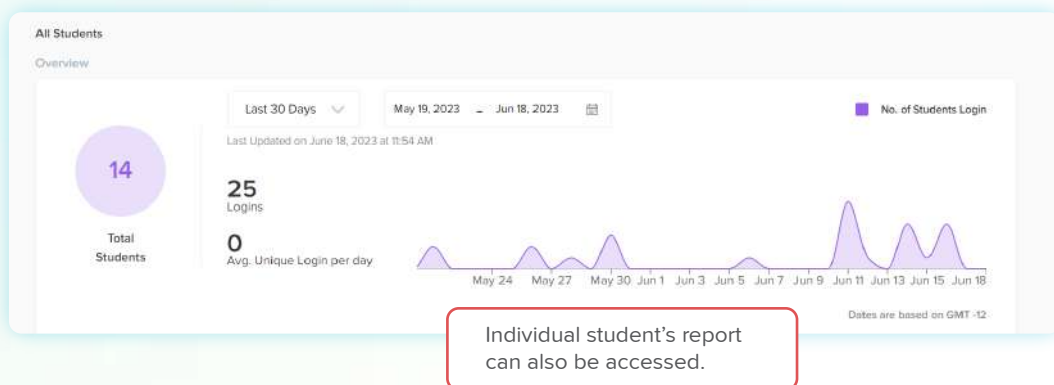 All Students
Overview
Last 30 Days
May 19, 2023 – Jun 18, 2023
No. of Students Login
Last Updated on June 18, 2023 at 11:54 AM
14
Total
Students
25
Logins
0
Avg. Unique Login per day
May 24 May 27 May 30 Jun 1 Jun 3 Jun 5 Jun 7 Jun 9 Jun 11 Jun 13 Jun 15 Jun 18
Dates are based on GMT -12
Individual student’s report
can also be accessed.